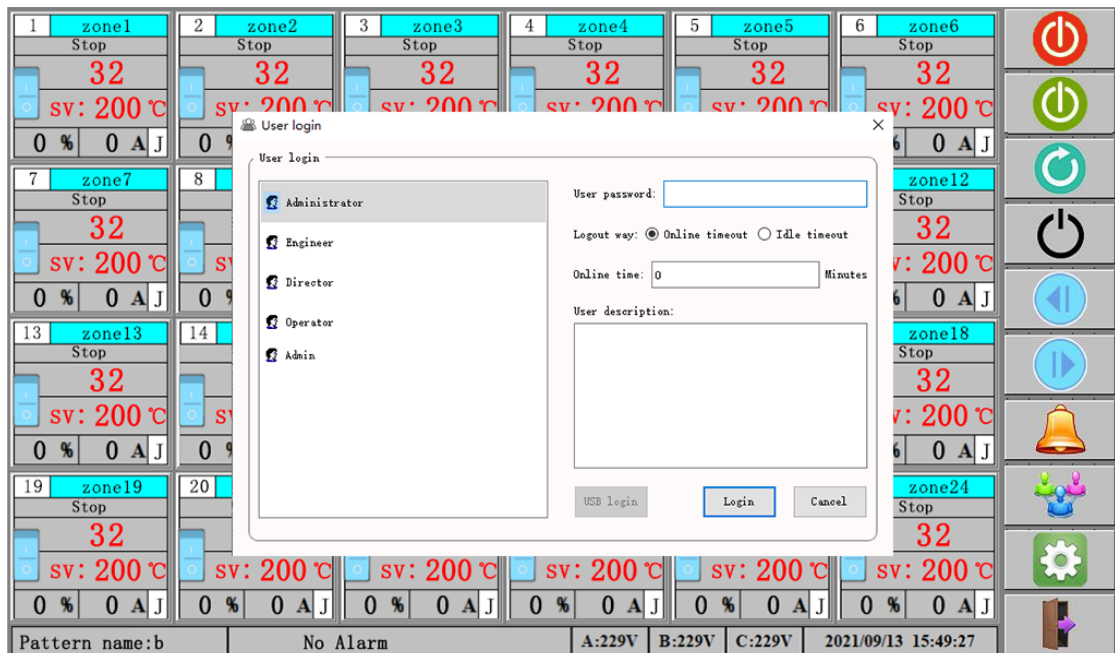 1 zone1 2 zone2 3 zone3 4 zone4 5 zone5 6 zone6
Stop Stop Stop Stop Stop Stop
32 32 32 32 32 32
sv: 200 ℃ sv: 200 ℃ sv: 200 ℃ sv: 200 ℃ sv: 200 ℃ sv: 200 ℃
0 % 0 A J 0 0 A J
User login
User login
Administrator
Engineer
Director
Operator
Admin
User password:
Logout way: Online timeout Idle timeout
Online time: 0 Minutes
User description:
USB login Login Cancel
7 zone7 8 zone12
Stop Stop
32 32
sv: 200 ℃ sv: 200 ℃
0 % 0 A J 0 0 A J
13 zone13 14 zone18
Stop Stop
32 32
sv: 200 ℃ sv: 200 ℃
0 % 0 A J 0 0 A J
19 zone19 20 zone24
Stop Stop
32 32
sv: 200 ℃ sv: 200 ℃ sv: 200 ℃ sv: 200 ℃ sv: 200 ℃ sv: 200 ℃
0 % 0 A J 0 % 0 A J 0 % 0 A J 0 % 0 A J 0 % 0 A J 0 % 0 A J
Pattern name:b No Alarm A:229V B:229V C:229V 2021/09/13 15:49:27